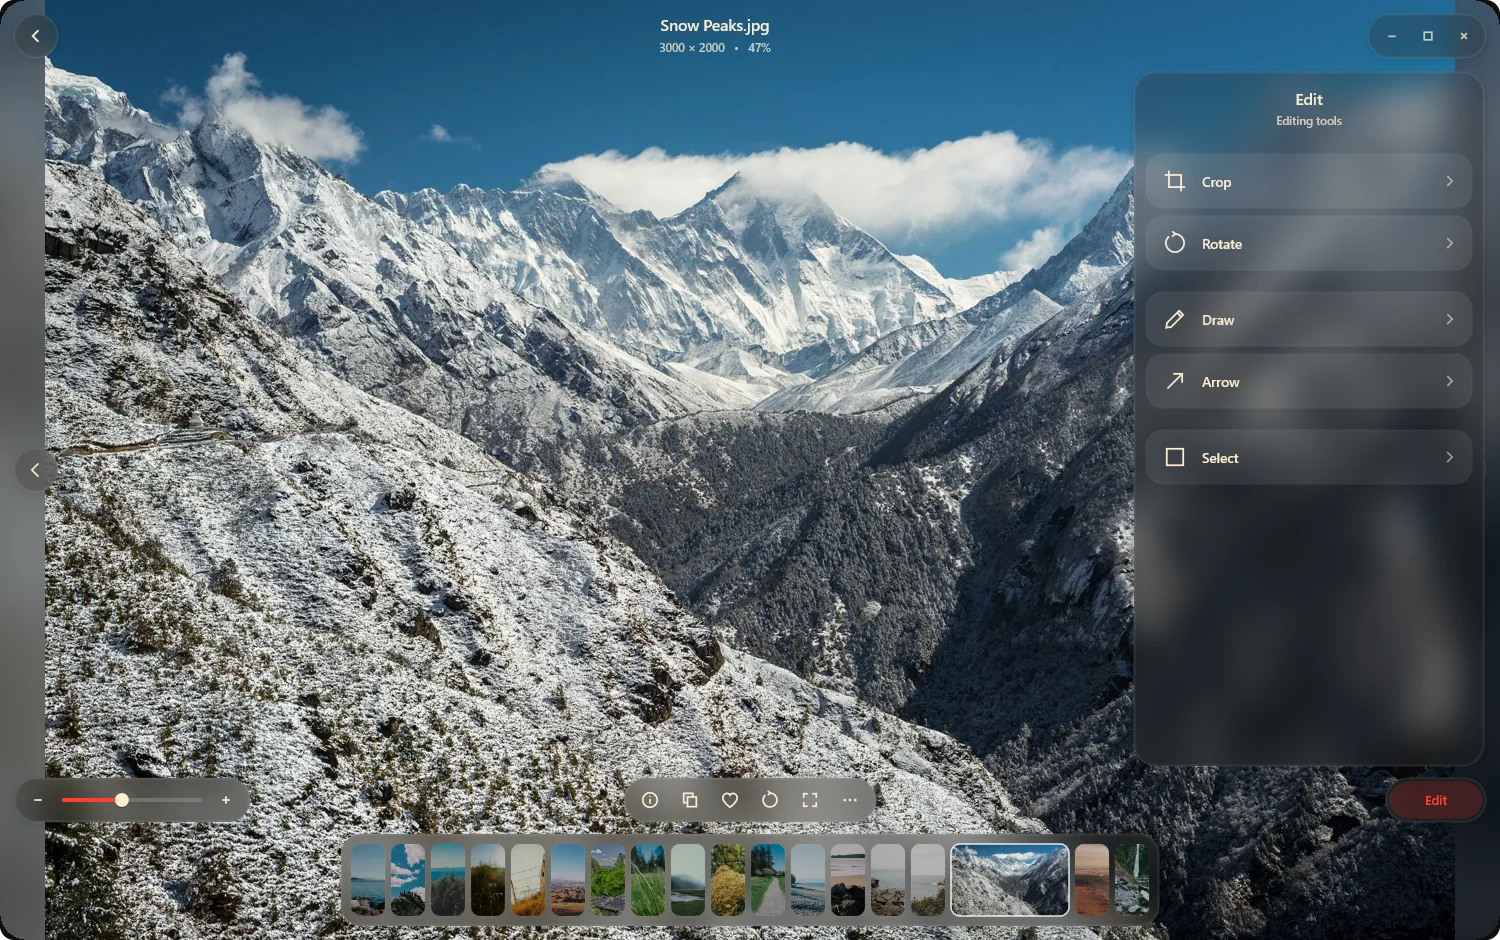 Snow Peaks.jpg
3000 × 2000 • 47%
Edit
Editing tools
Crop
Rotate
Draw
Arrow
Select
Edit